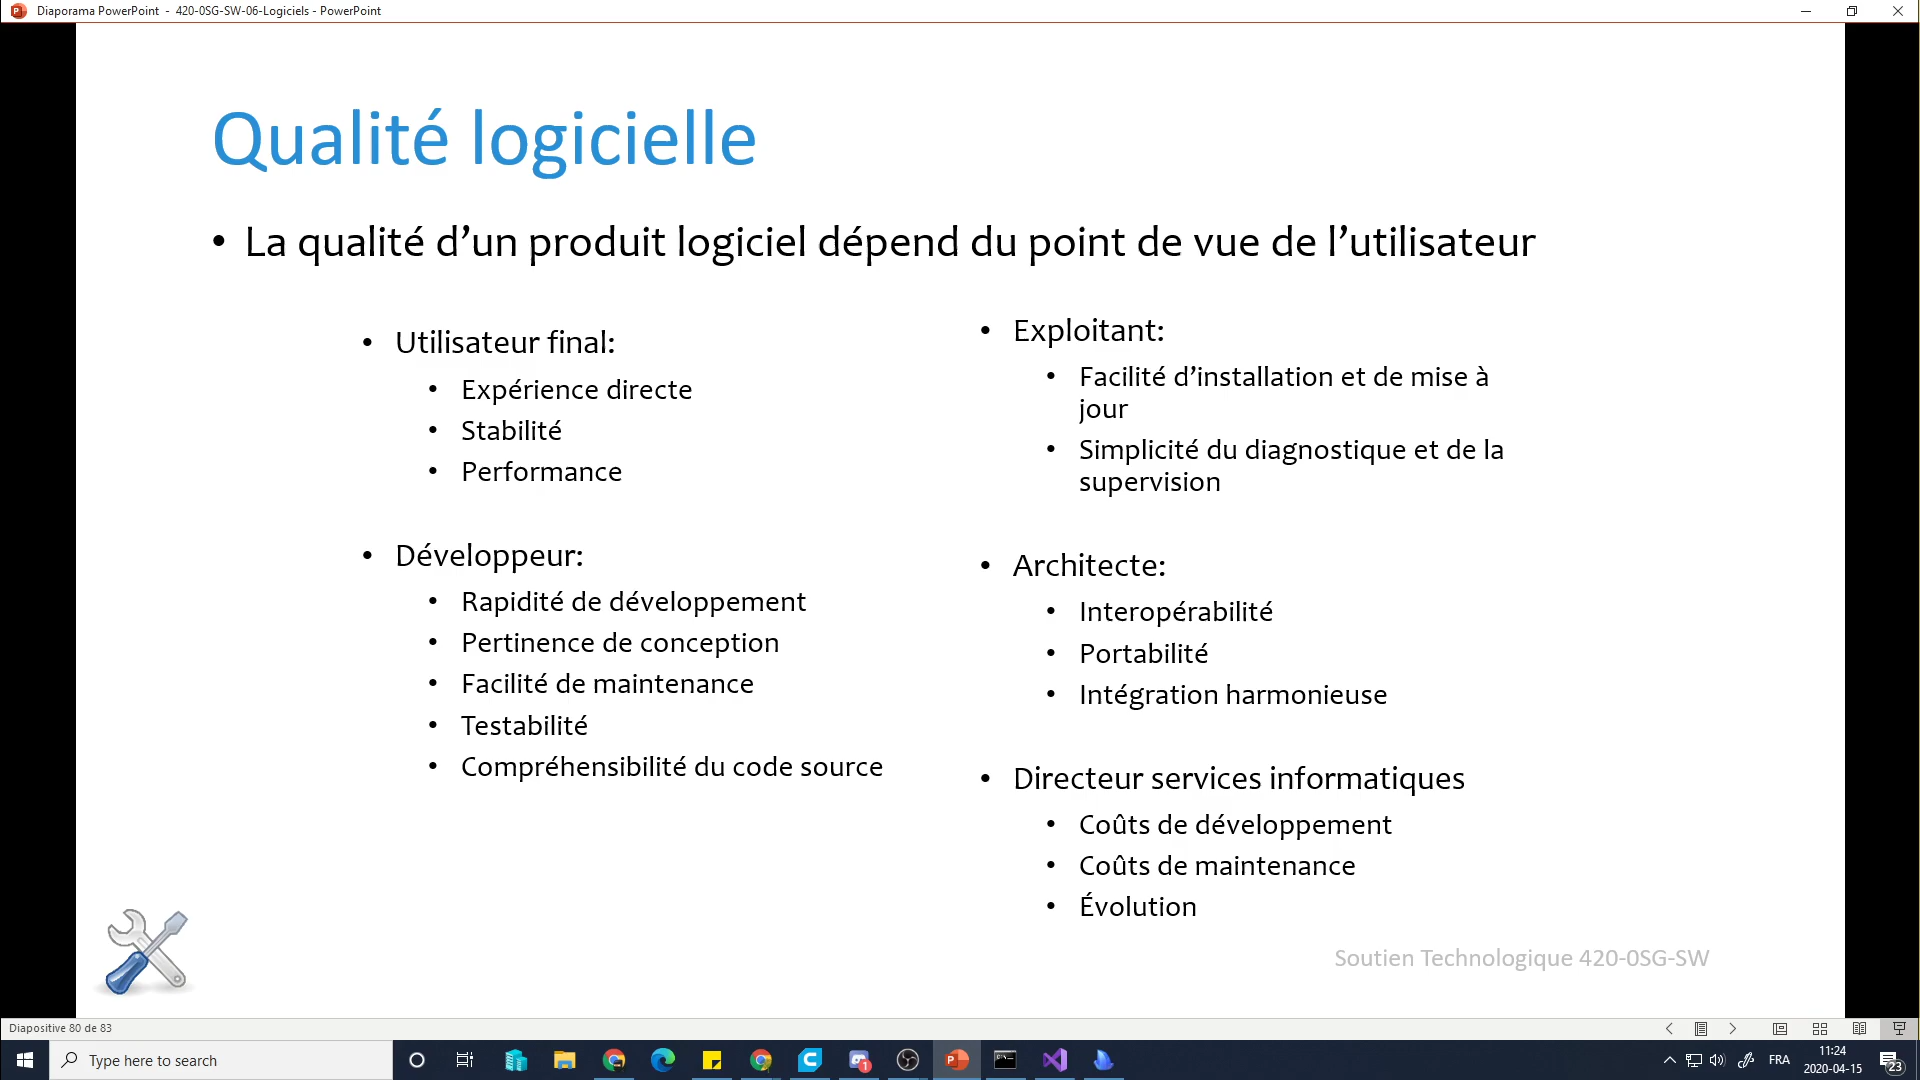 Diaporama PowerPoint - 420-0SG-SW-06-Logiciels - PowerPoint
Qualité logicielle
• La qualité d’un produit logiciel dépend du point de vue de l’utilisateur
• Utilisateur final:
• Expérience directe
• Stabilité
• Performance
• Développeur:
• Rapidité de développement
• Pertinence de conception
• Facilité de maintenance
• Testabilité
• Compréhensibilité du code source
• Exploitant:
• Facilité d’installation et de mise à
jour
• Simplicité du diagnostique et de la
supervision
• Architecte:
• Interopérabilité
• Portabilité
• Intégration harmonieuse
• Directeur services informatiques
• Coûts de développement
• Coûts de maintenance
• Évolution
Soutien Technologique 420-0SG-SW
Diapositive 80 de 83
Type here to search
FRA
11:24
2020-04-15
23